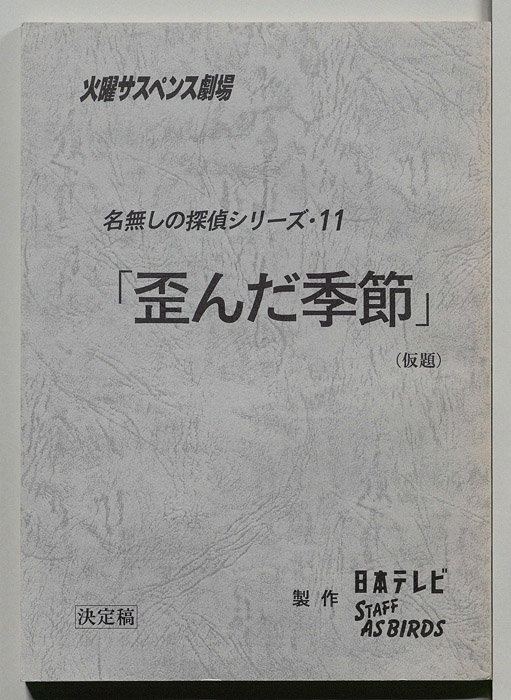 火曜サスペンス劇場
名無しの探偵シリーズ・11
「歪んだ季節」
(仮題)
製作 日本テレビ
STAFF
AS BIRDS
決定稿